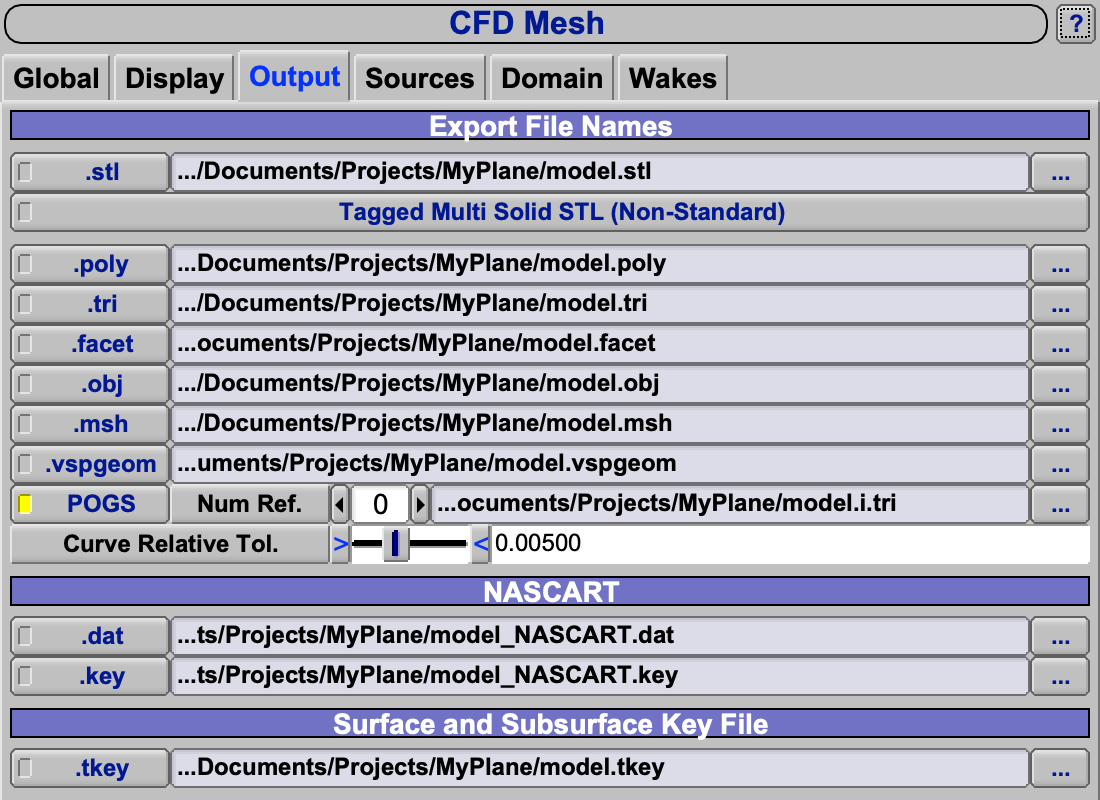 CFD Mesh ?
Global Display Output Sources Domain Wakes
Export File Names
.stl .../Documents/Projects/MyPlane/model.stl ...
Tagged Multi Solid STL (Non-Standard)
.poly ...Documents/Projects/MyPlane/model.poly ...
.tri .../Documents/Projects/MyPlane/model.tri ...
.facet ...ocuments/Projects/MyPlane/model.facet ...
.obj .../Documents/Projects/MyPlane/model.obj ...
.msh .../Documents/Projects/MyPlane/model.msh ...
.vspgeom ...uments/Projects/MyPlane/model.vspgeom ...
POGS Num Ref. 0 ...ocuments/Projects/MyPlane/model.i.tri ...
Curve Relative Tol. > < 0.00500
NASCART
.dat ...ts/Projects/MyPlane/model_NASCART.dat ...
.key ...ts/Projects/MyPlane/model_NASCART.key ...
Surface and Subsurface Key File
.tkey ...Documents/Projects/MyPlane/model.tkey ...